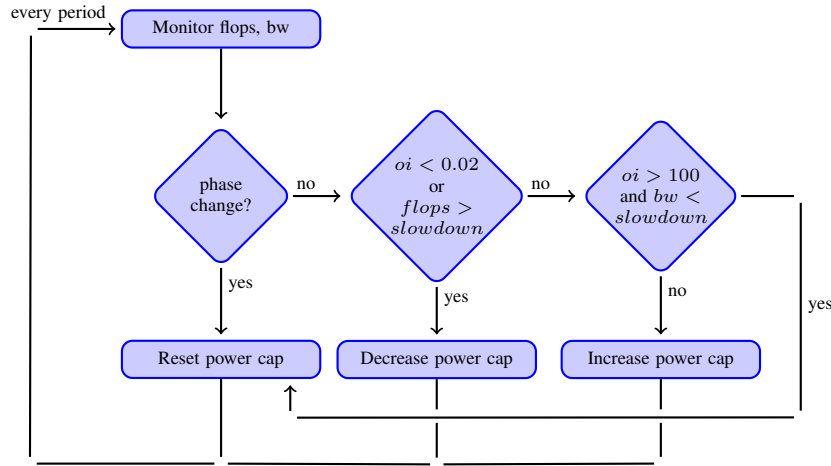 every period
Monitor flops, bw
phase
change?
no
oi < 0.02
or
flops >
slowdown
no
oi > 100
and bw <
slowdown
yes
yes
no
yes
Reset power cap
Decrease power cap
Increase power cap